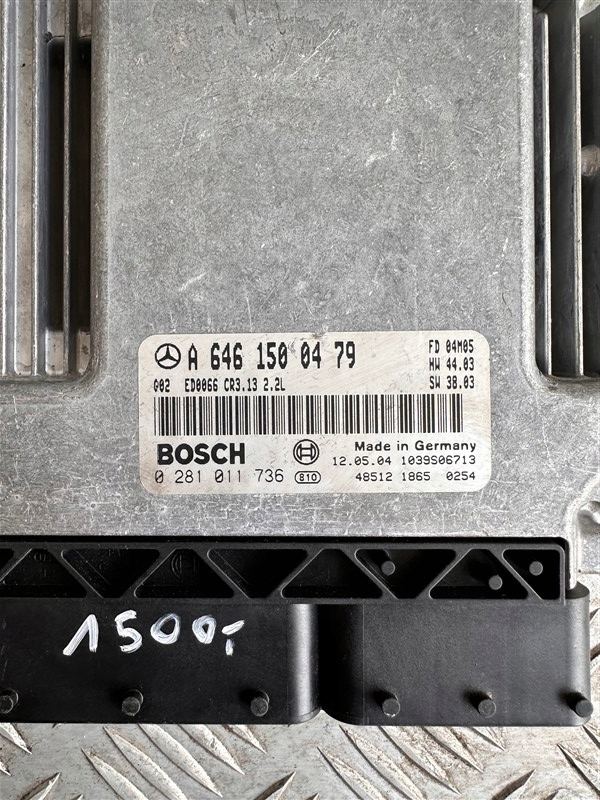 A 646 150 04 79
FD 04M05
HW 44.03
SW 38.03
G02 ED0066 CR3.13 2.2L
BOSCH
Made in Germany
12.05.04 1039S06713
0 281 011 736 810
48512 1865 0254
1500,-